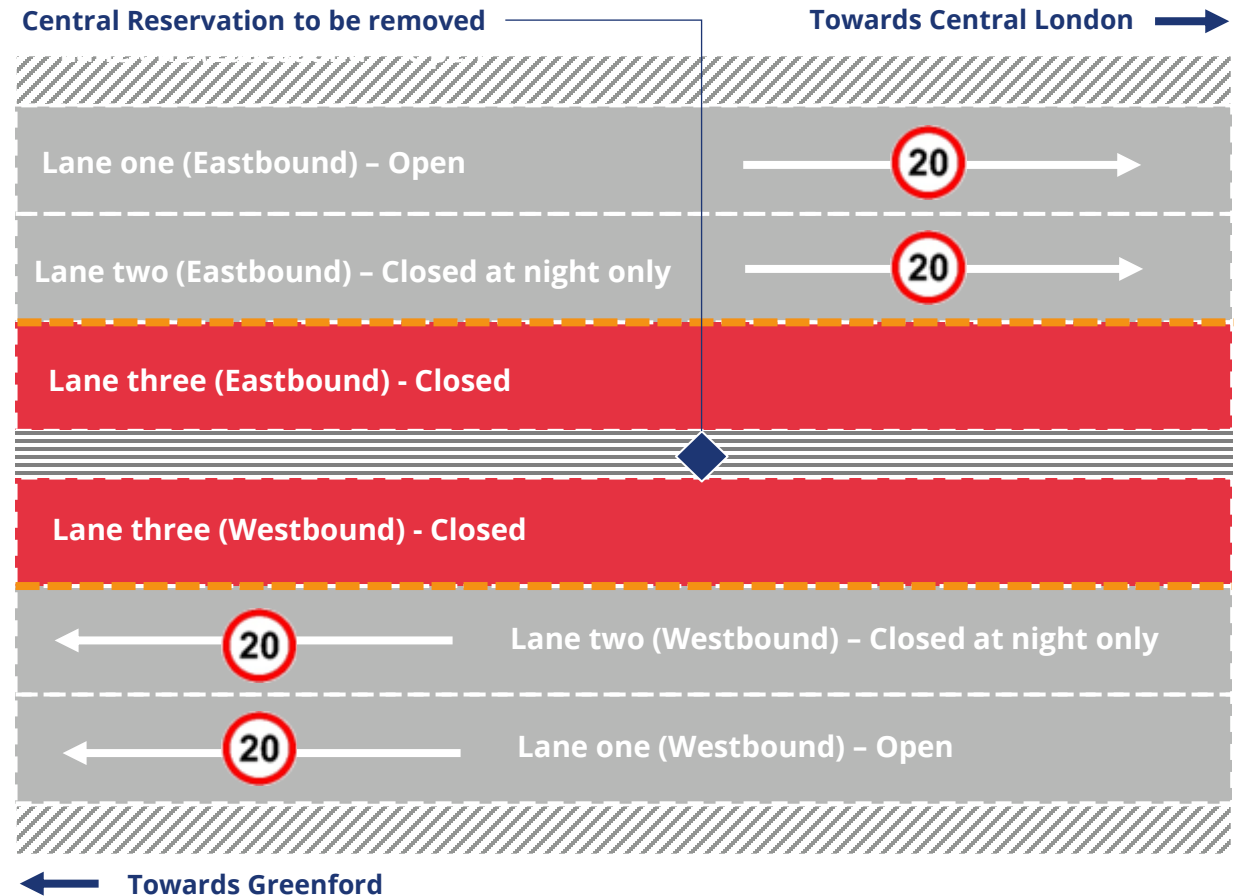 Central Reservation to be removed
Towards Central London
Lane one (Eastbound) – Open
20
Lane two (Eastbound) – Closed at night only
20
Lane three (Eastbound) - Closed
Lane three (Westbound) - Closed
20
Lane two (Westbound) – Closed at night only
20
Lane one (Westbound) – Open
Towards Greenford